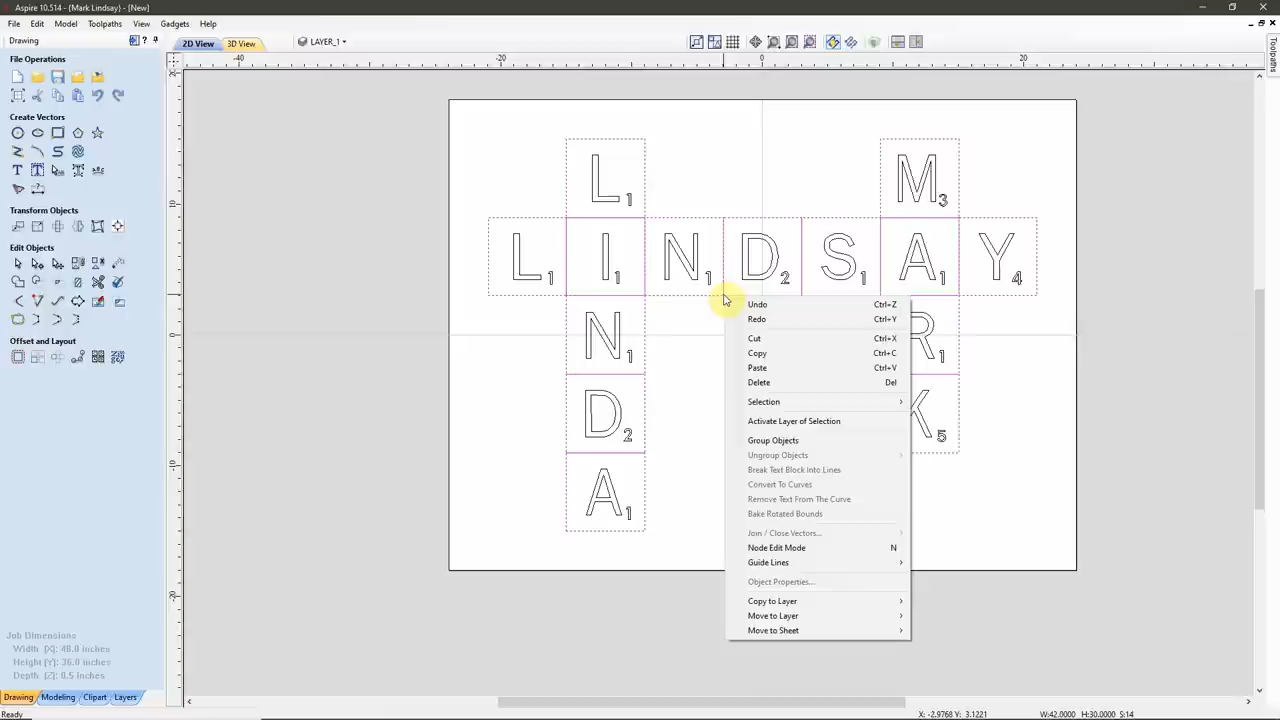 Aspire 10.514 - (Mark Lindsay) - [New]
File Edit Model Toolpaths View Gadgets Help
Drawing
2D View 3D View LAYER_1
Toolpaths
-40 -20 0 20
File Operations
Create Vectors
Transform Objects
Edit Objects
Offset and Layout
20
10
0
-10
-20
L1 M3
L1 I1 N1 D2 S1 A1 Y4
N1 R1
D2 K5
A1
Undo Ctrl+Z
Redo Ctrl+Y
Cut Ctrl+X
Copy Ctrl+C
Paste Ctrl+V
Delete Del
Selection
Activate Layer of Selection
Group Objects
Ungroup Objects
Break Text Block Into Lines
Convert To Curves
Remove Text From The Curve
Bake Rotated Bounds
Join / Close Vectors...
Node Edit Mode N
Guide Lines
Object Properties...
Copy to Layer
Move to Layer
Move to Sheet
Job Dimensions
Width [X]: 48.0 inches
Height [Y]: 36.0 inches
Depth [Z]: 0.5 inches
Drawing Modeling Clipart Layers
Ready
X: -2.9768 Y: 3.1221
W:42.0000 H:30.0000 S:14